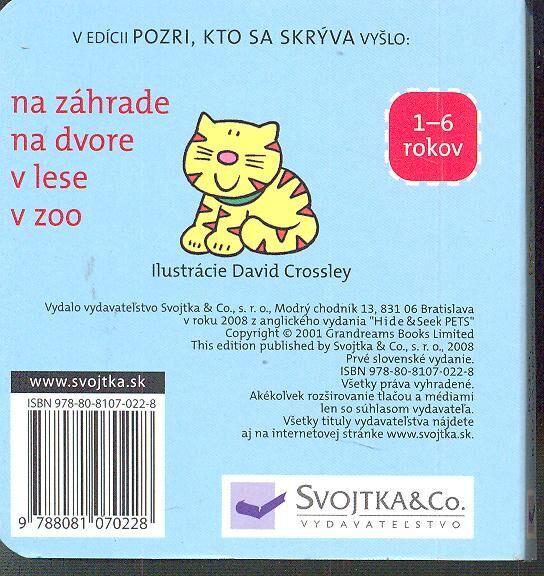 V EDÍCII POZRI, KTO SA SKRÝVA VYŠLO:
na záhrade
na dvore
v lese
v zoo
1–6
rokov
Ilustrácie David Crossley
Vydalo vydavateľstvo Svojtka & Co., s. r. o., Modrý chodník 13, 831 06 Bratislava
v roku 2008 z anglického vydania "Hide & Seek PETS"
Copyright © 2001 Grandreams Books Limited
This edition published by Svojtka & Co., s. r. o., 2008
Prvé slovenské vydanie.
ISBN 978-80-8107-022-8
Všetky práva vyhradené.
Akékoľvek rozširovanie tlačou a médiami
len so súhlasom vydavateľa.
Všetky tituly vydavateľstva nájdete
aj na internetovej stránke www.svojtka.sk.
www.svojtka.sk
ISBN 978-80-8107-022-8
9 788081 070228
SVOJTKA&CO.
VYDAVATEĽSTVO